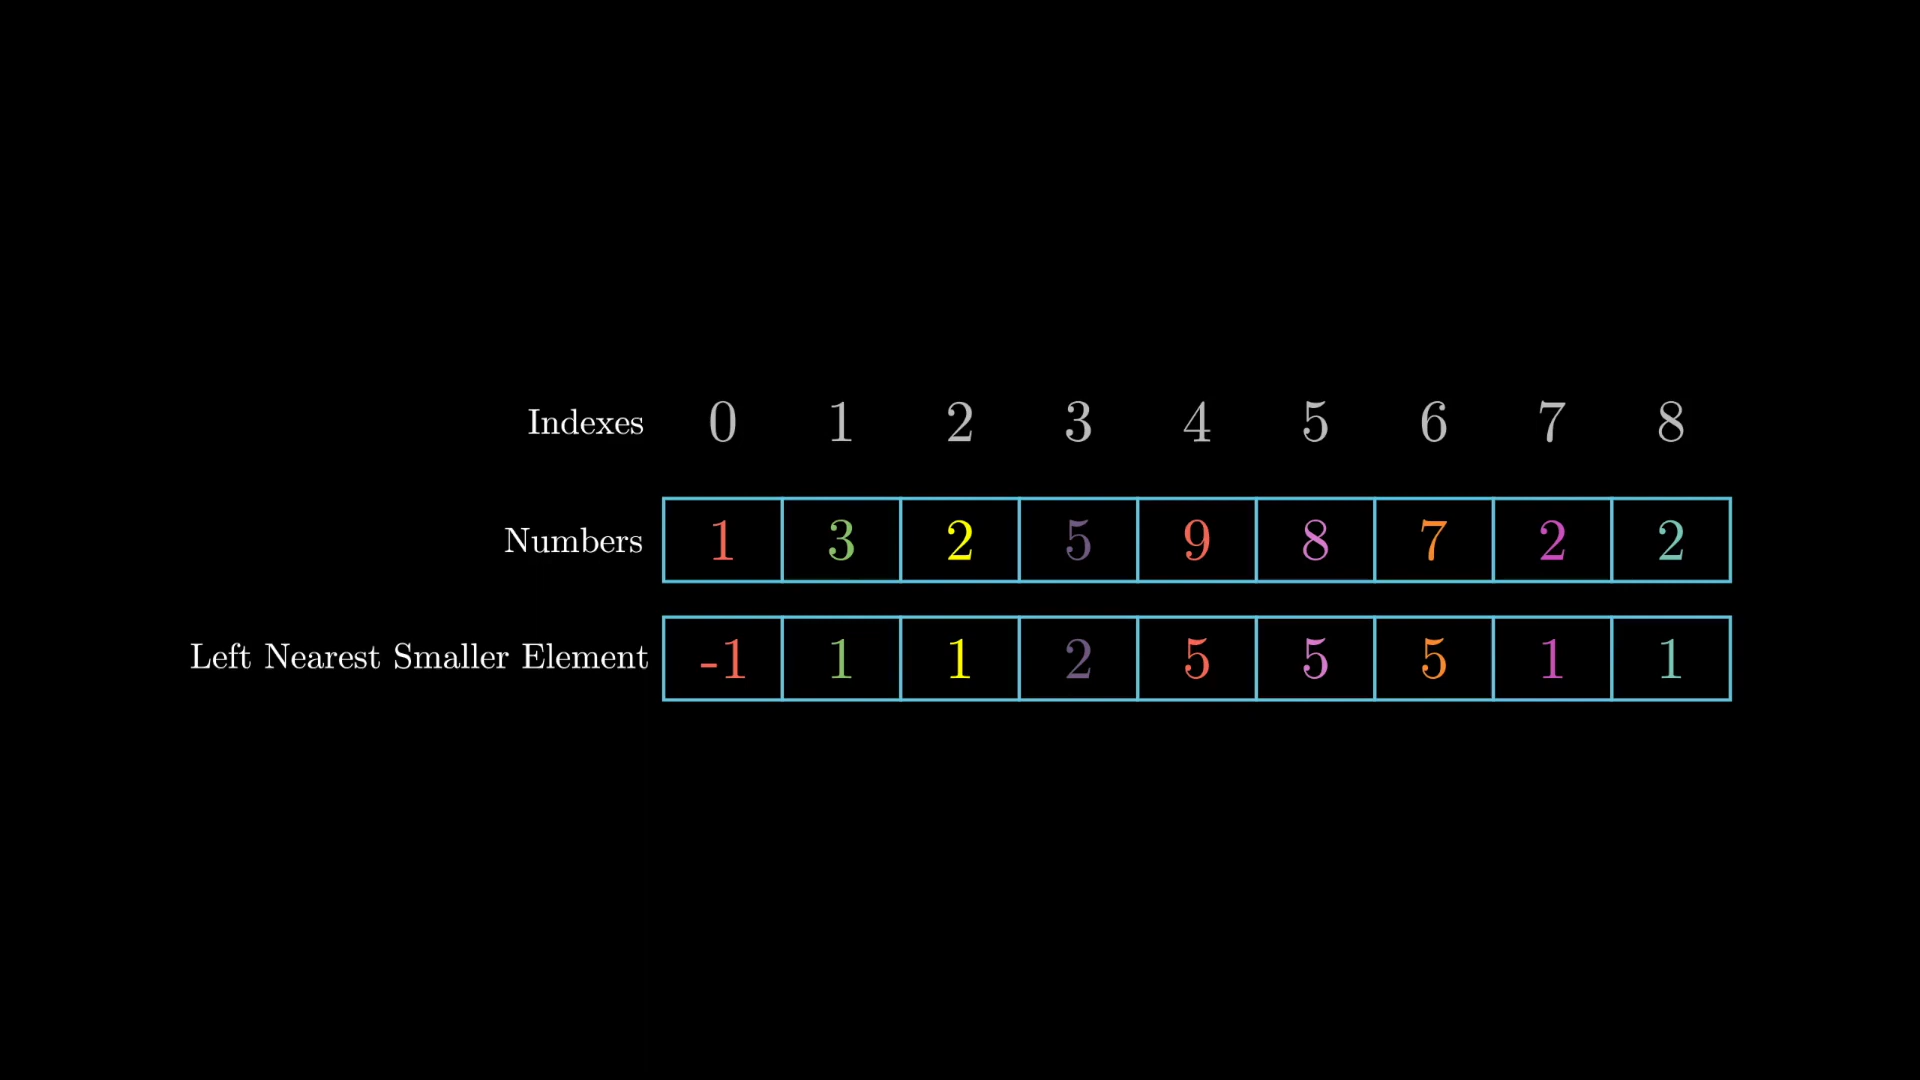 Indexes 0 1 2 3 4 5 6 7 8
Numbers 1 3 2 5 9 8 7 2 2
Left Nearest Smaller Element -1 1 1 2 5 5 5 1 1